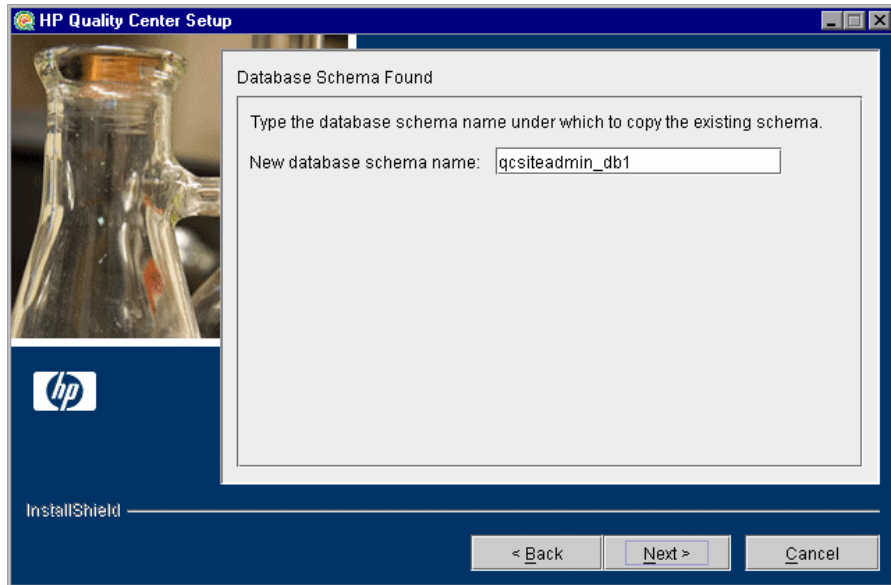 HP Quality Center Setup
Database Schema Found
Type the database schema name under which to copy the existing schema.
New database schema name: qcsiteadmin_db1
hp
InstallShield
< Back Next > Cancel